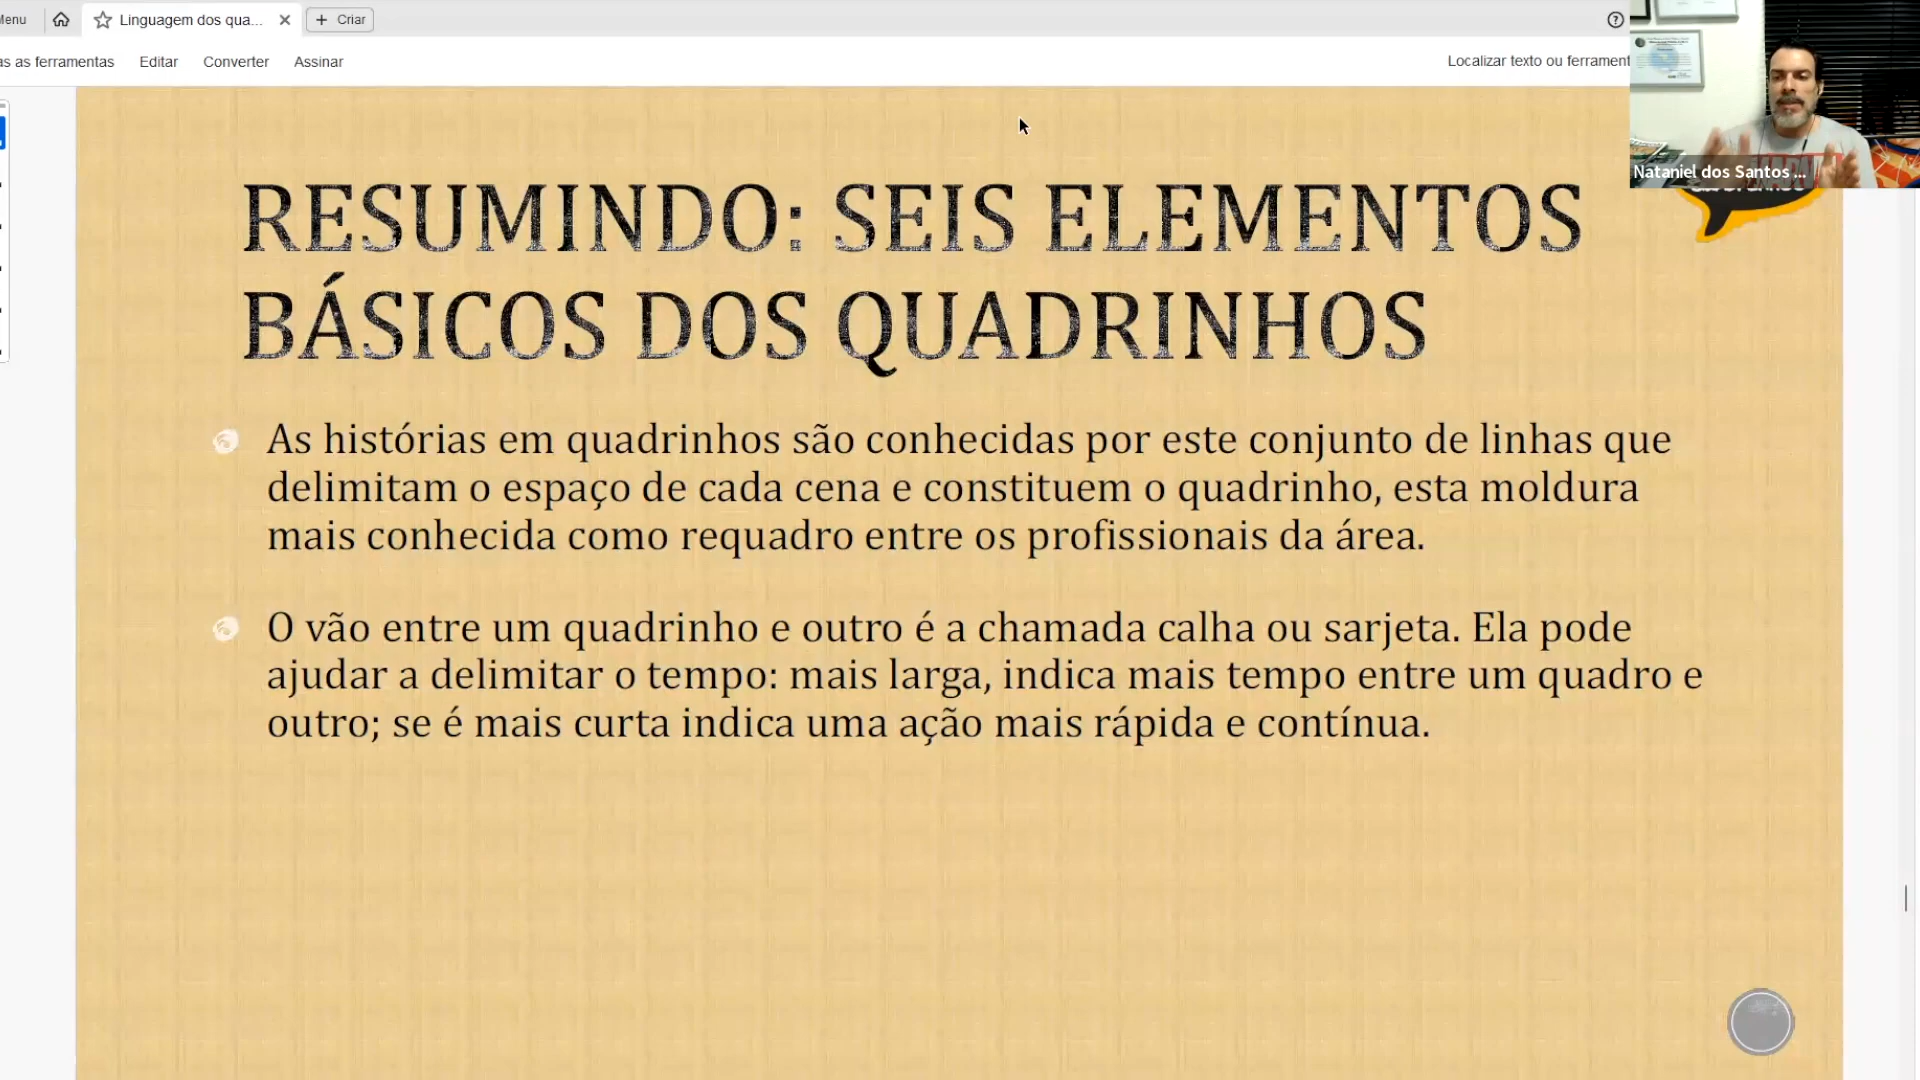 Menu
Linguagem dos qua...
Criar
as ferramentas
Editar
Converter
Assinar
Localizar texto ou
Nataniel dos Santos ...
RESUMINDO: SEIS ELEMENTOS
BÁSICOS DOS QUADRINHOS
As histórias em quadrinhos são conhecidas por este conjunto de linhas que
delimitam o espaço de cada cena e constituem o quadrinho, esta moldura
mais conhecida como requadro entre os profissionais da área.
O vão entre um quadrinho e outro é a chamada calha ou sarjeta. Ela pode
ajudar a delimitar o tempo: mais larga, indica mais tempo entre um quadro e
outro; se é mais curta indica uma ação mais rápida e contínua.